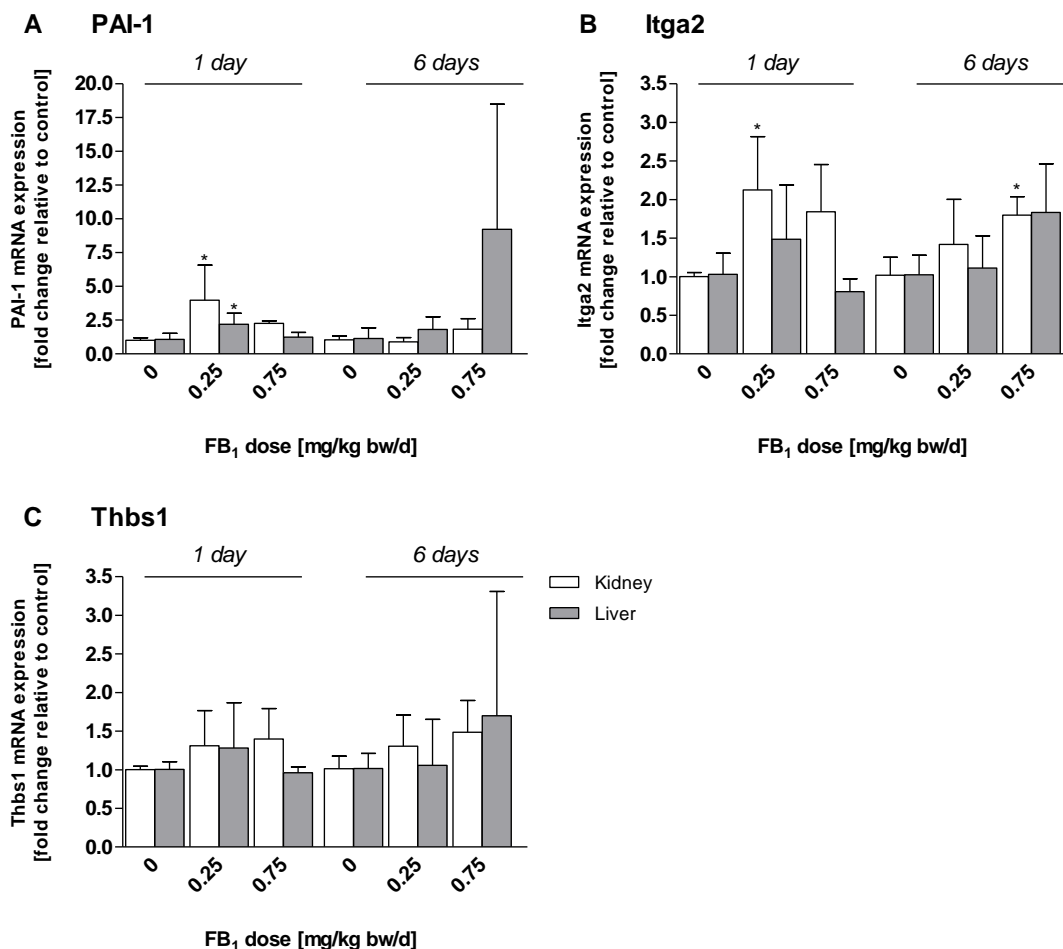 A PAI-1
1 day 6 days
PAI-1 mRNA expression
[fold change relative to control]
20.0
17.5
15.0
12.5
10.0
7.5
5.0
2.5
0.0
* *
0 0.25 0.75 0 0.25 0.75
FB₁ dose [mg/kg bw/d]
B Itga2
1 day 6 days
Itga2 mRNA expression
[fold change relative to control]
3.5
3.0
2.5
2.0
1.5
1.0
0.5
0.0
* *
0 0.25 0.75 0 0.25 0.75
FB₁ dose [mg/kg bw/d]
C Thbs1
1 day 6 days
Thbs1 mRNA expression
[fold change relative to control]
3.5
3.0
2.5
2.0
1.5
1.0
0.5
0.0
0 0.25 0.75 0 0.25 0.75
FB₁ dose [mg/kg bw/d]
Kidney
Liver